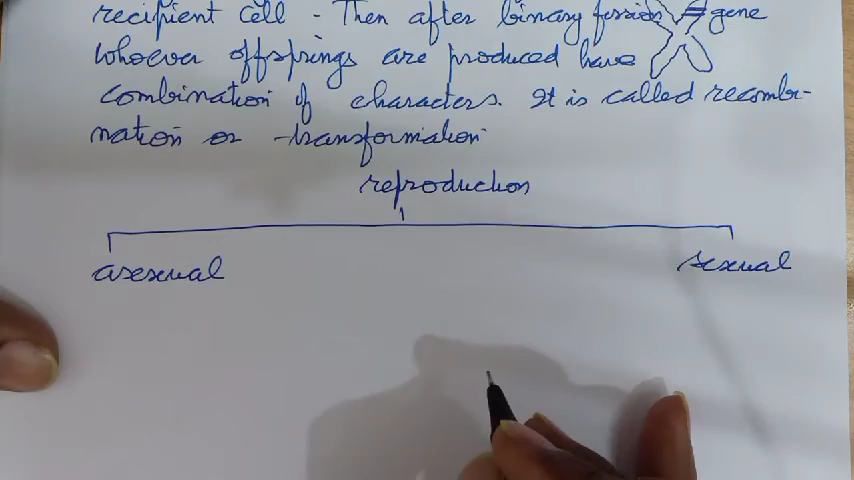 recipient cell - Then after binary fission gene
whoever offsprings are produced have
combination of characters. It is called recombi-
nation or transformation
reproduction
asexual sexual